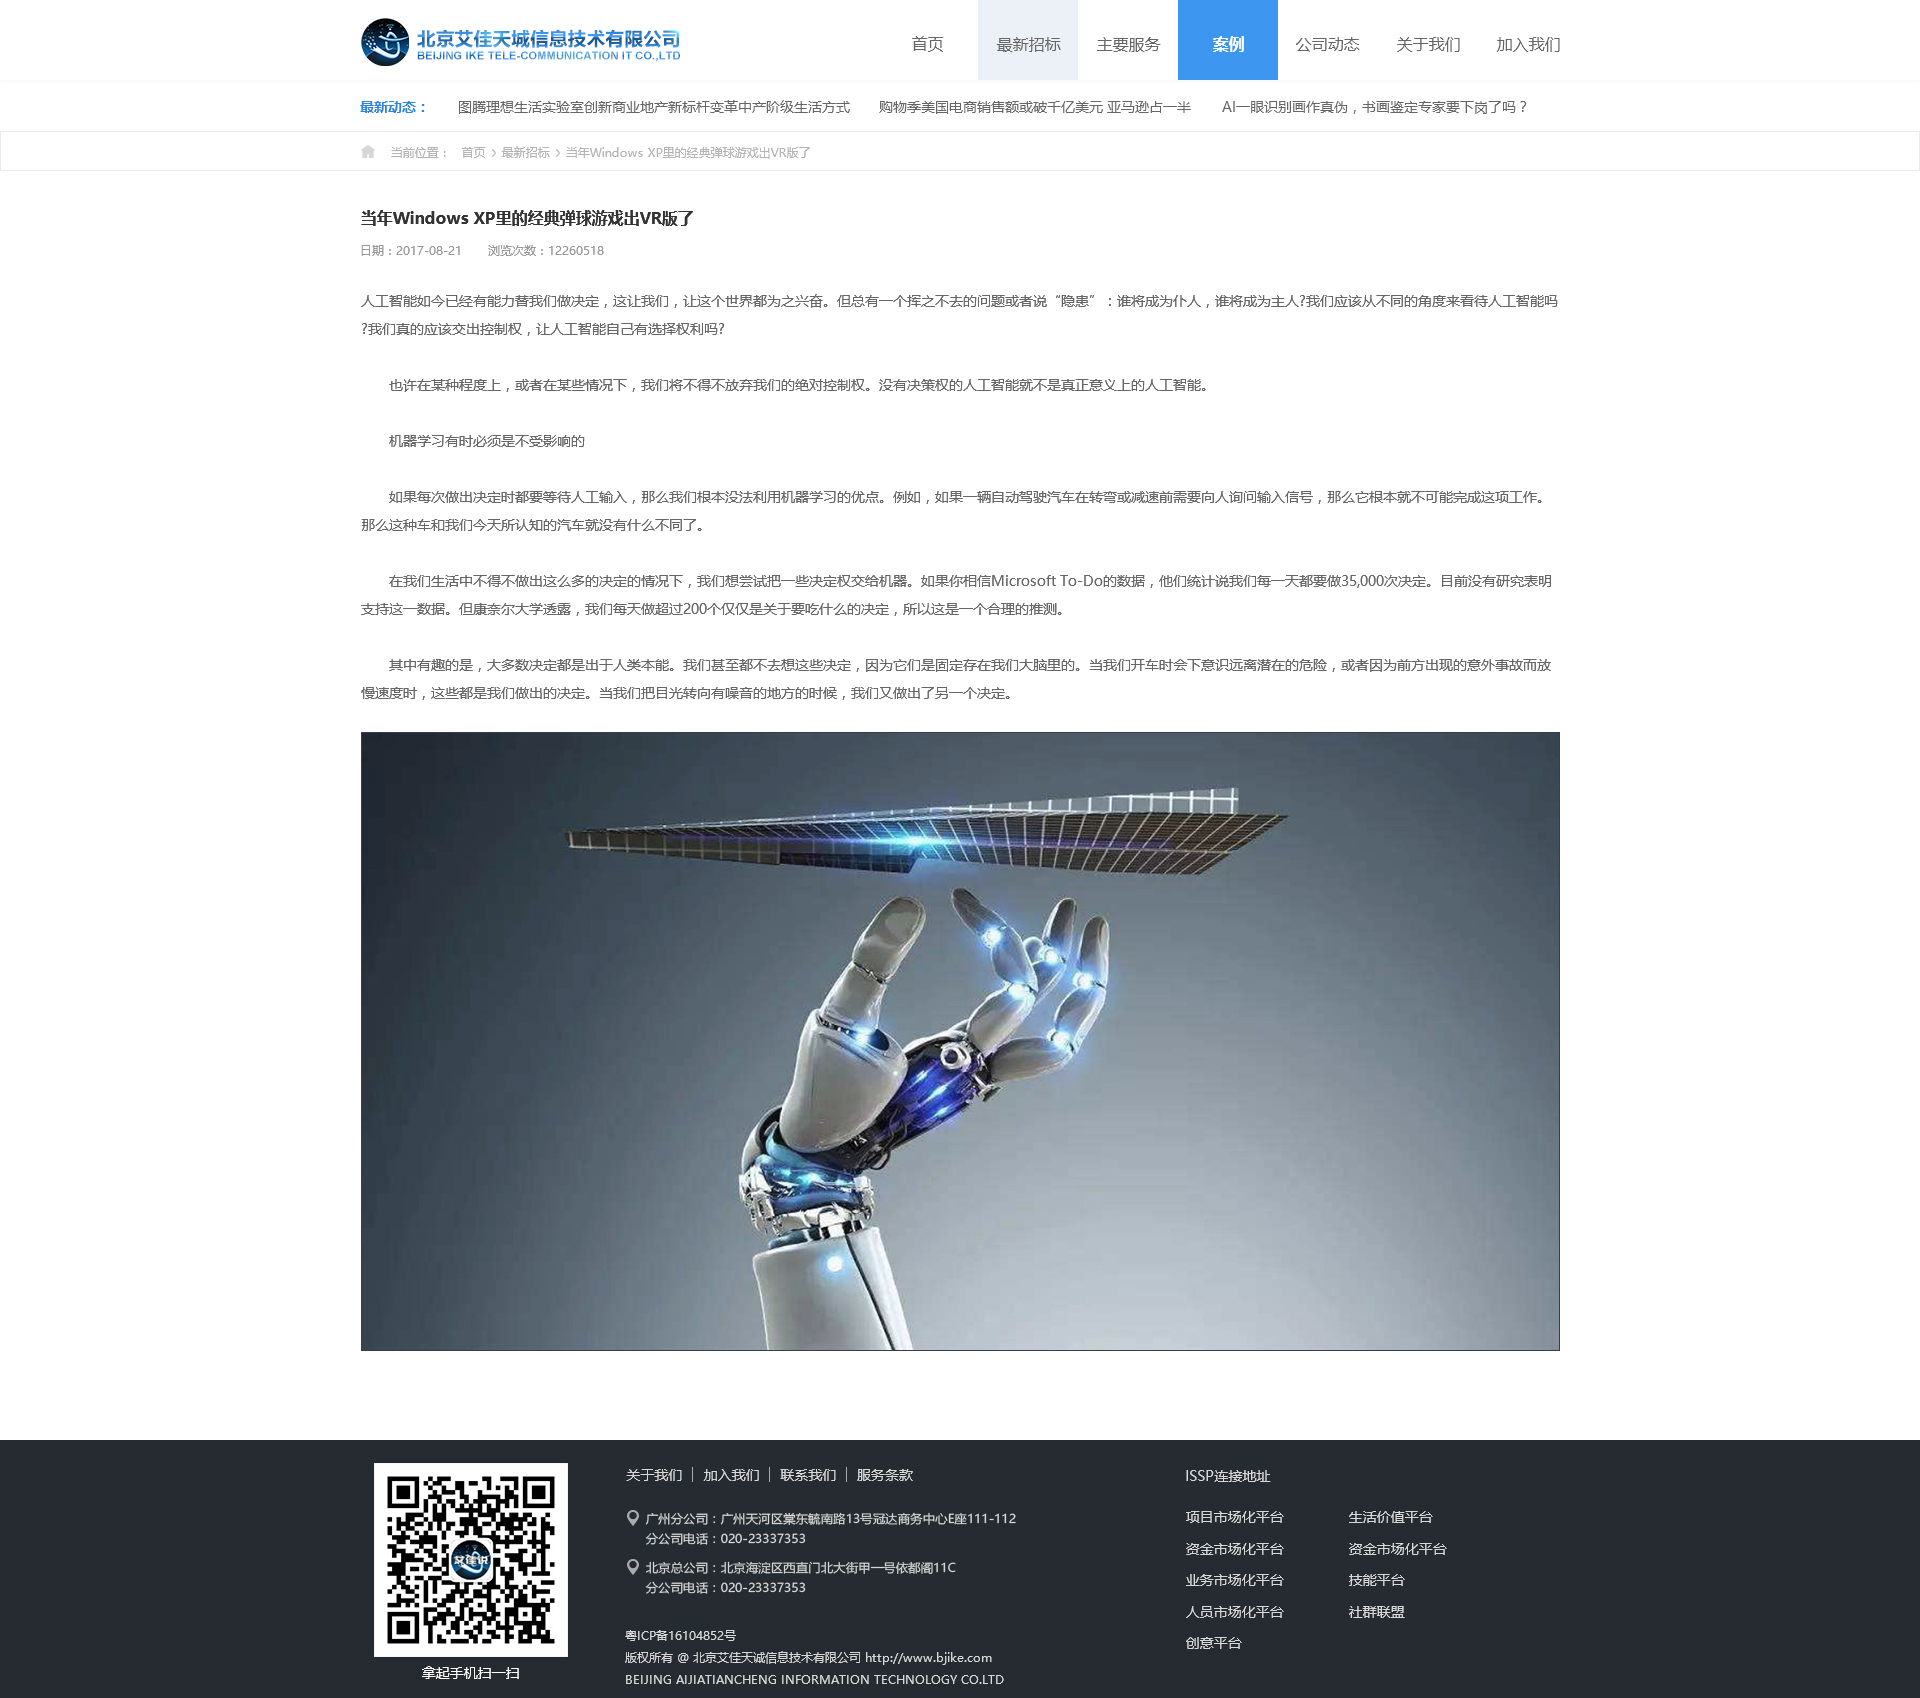 北京艾佳天诚信息技术有限公司
BEIJING IKE TELE-COMMUNICATION IT CO.,LTD
首页 最新招标 主要服务 案例 公司动态 关于我们 加入我们
最新动态： 图腾理想生活实验室创新商业地产新标杆变革中产阶级生活方式 购物季美国电商销售额或破千亿美元 亚马逊占一半 AI一眼识别画作真伪，书画鉴定专家要下岗了吗？
当前位置： 首页 > 最新招标 > 当年Windows XP里的经典弹球游戏出VR版了
当年Windows XP里的经典弹球游戏出VR版了
日期：2017-08-21 浏览次数：12260518
人工智能如今已经有能力替我们做决定，这让我们，让这个世界都为之兴奋。但总有一个挥之不去的问题或者说“隐患”：谁将成为仆人，谁将成为主人?我们应该从不同的角度来看待人工智能吗
?我们真的应该交出控制权，让人工智能自己有选择权利吗?
也许在某种程度上，或者在某些情况下，我们将不得不放弃我们的绝对控制权。没有决策权的人工智能就不是真正意义上的人工智能。
机器学习有时必须是不受影响的
如果每次做出决定时都要等待人工输入，那么我们根本没法利用机器学习的优点。例如，如果一辆自动驾驶汽车在转弯或减速前需要向人询问输入信号，那么它根本就不可能完成这项工作。
那么这种车和我们今天所认知的汽车就没有什么不同了。
在我们生活中不得不做出这么多的决定的情况下，我们想尝试把一些决定权交给机器。如果你相信Microsoft To-Do的数据，他们统计说我们每一天都要做35,000次决定。目前没有研究表明
支持这一数据。但康奈尔大学透露，我们每天做超过200个仅仅是关于要吃什么的决定，所以这是一个合理的推测。
其中有趣的是，大多数决定都是出于人类本能。我们甚至都不去想这些决定，因为它们是固定存在我们大脑里的。当我们开车时会下意识远离潜在的危险，或者因为前方出现的意外事故而放
慢速度时，这些都是我们做出的决定。当我们把目光转向有噪音的地方的时候，我们又做出了另一个决定。
艾佳说
拿起手机扫一扫
关于我们 | 加入我们 | 联系我们 | 服务条款
广州分公司：广州天河区棠东毓南路13号冠达商务中心E座111-112
分公司电话：020-23337353
北京总公司：北京海淀区西直门北大街甲一号依都阁11C
分公司电话：020-23337353
粤ICP备16104852号
版权所有 @ 北京艾佳天诚信息技术有限公司 http://www.bjike.com
BEIJING AIJIATIANCHENG INFORMATION TECHNOLOGY CO.LTD
ISSP连接地址
项目市场化平台 生活价值平台
资金市场化平台 资金市场化平台
业务市场化平台 技能平台
人员市场化平台 社群联盟
创意平台